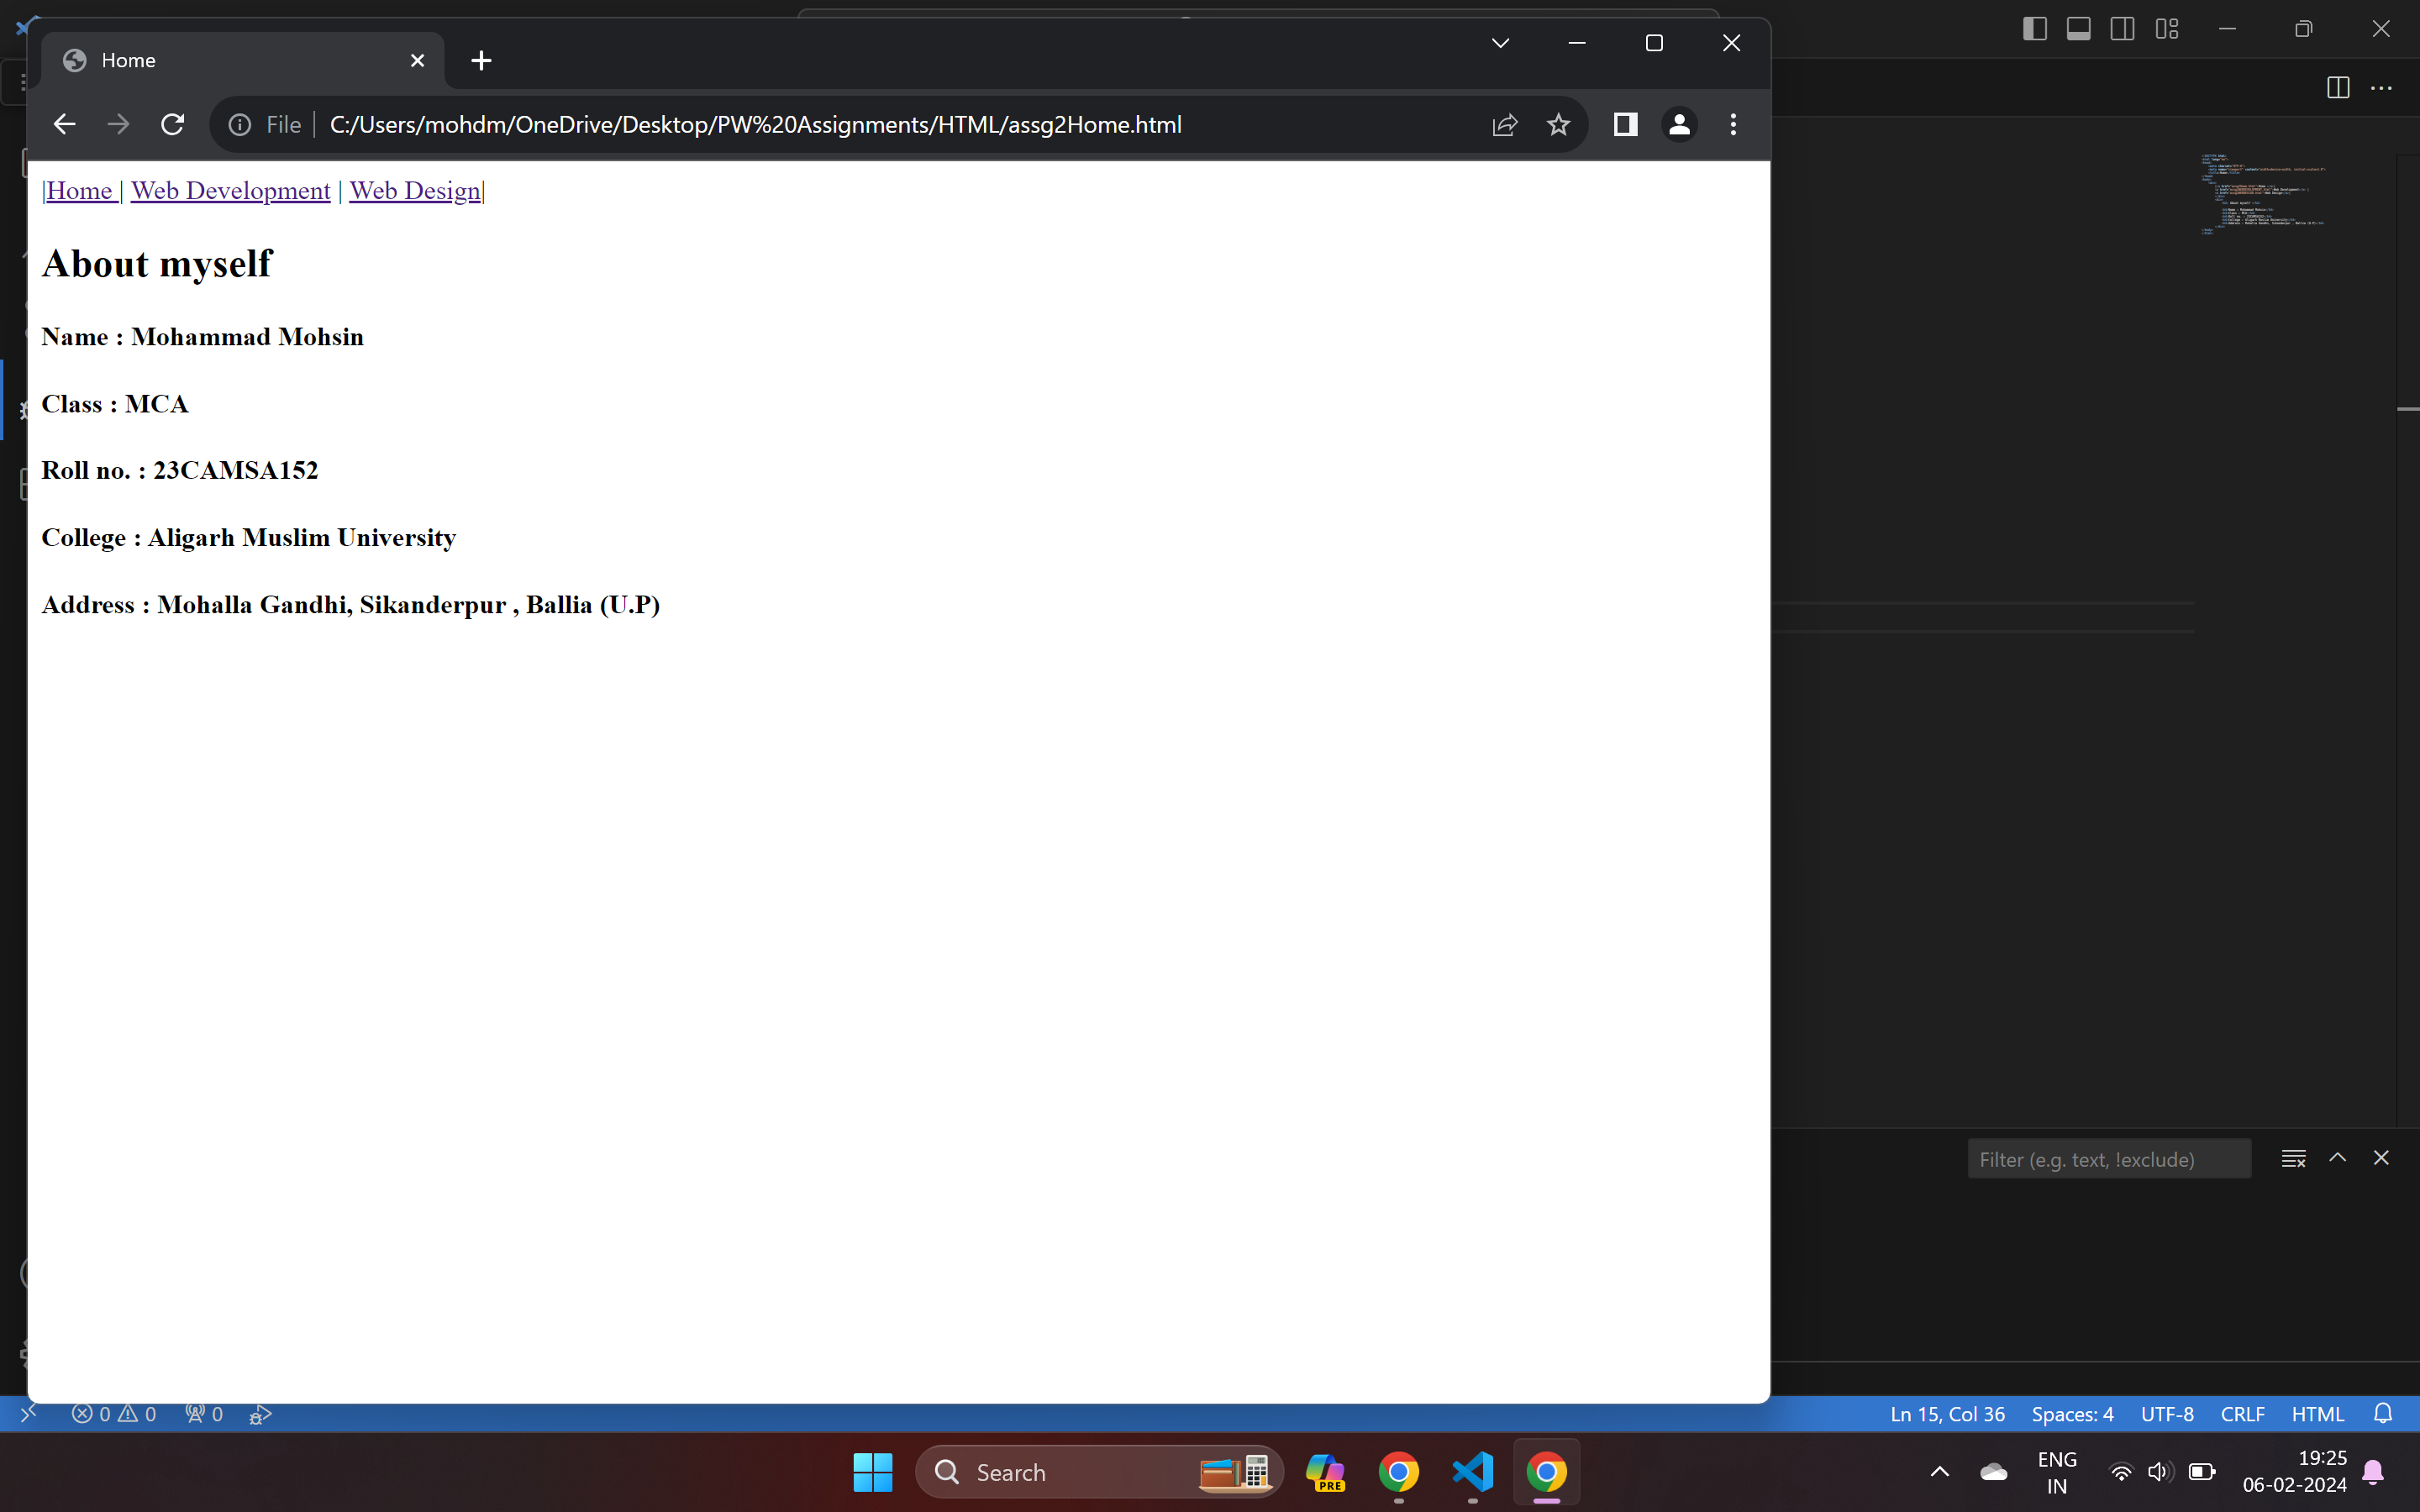 Home
File
C:/Users/mohdm/OneDrive/Desktop/PW%20Assignments/HTML/assg2Home.html
|Home | Web Development | Web Design|
About myself
Name : Mohammad Mohsin
Class : MCA
Roll no. : 23CAMSA152
College : Aligarh Muslim University
Address : Mohalla Gandhi, Sikanderpur , Ballia (U.P)
Filter (e.g. text, !exclude)
0 0 0
Ln 15, Col 36 Spaces: 4 UTF-8 CRLF HTML
Search
PRE
ENG
IN
19:25
06-02-2024